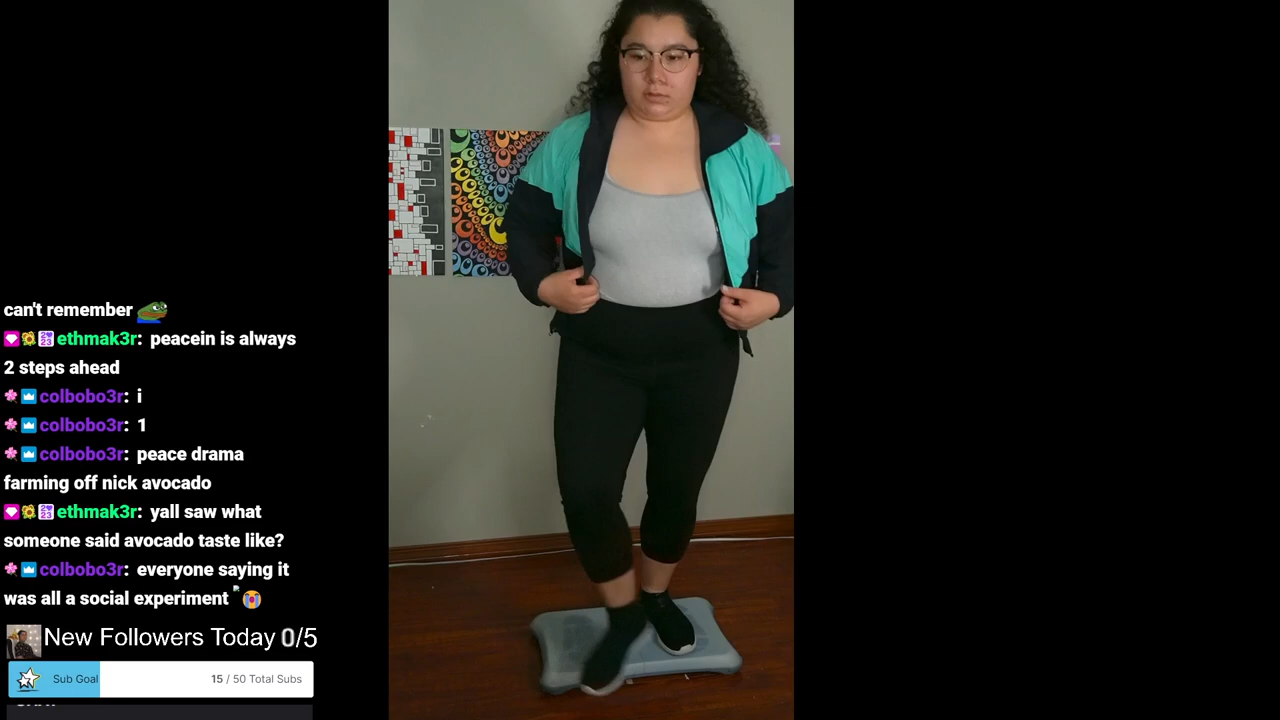 can't remember
ethmak3r: peacein is always
2 steps ahead
colbobo3r: i
colbobo3r: 1
colbobo3r: peace drama
farming off nick avocado
ethmak3r: yall saw what
someone said avocado taste like?
colbobo3r: everyone saying it
was all a social experiment
New Followers Today 0/5
Sub Goal 15 / 50 Total Subs